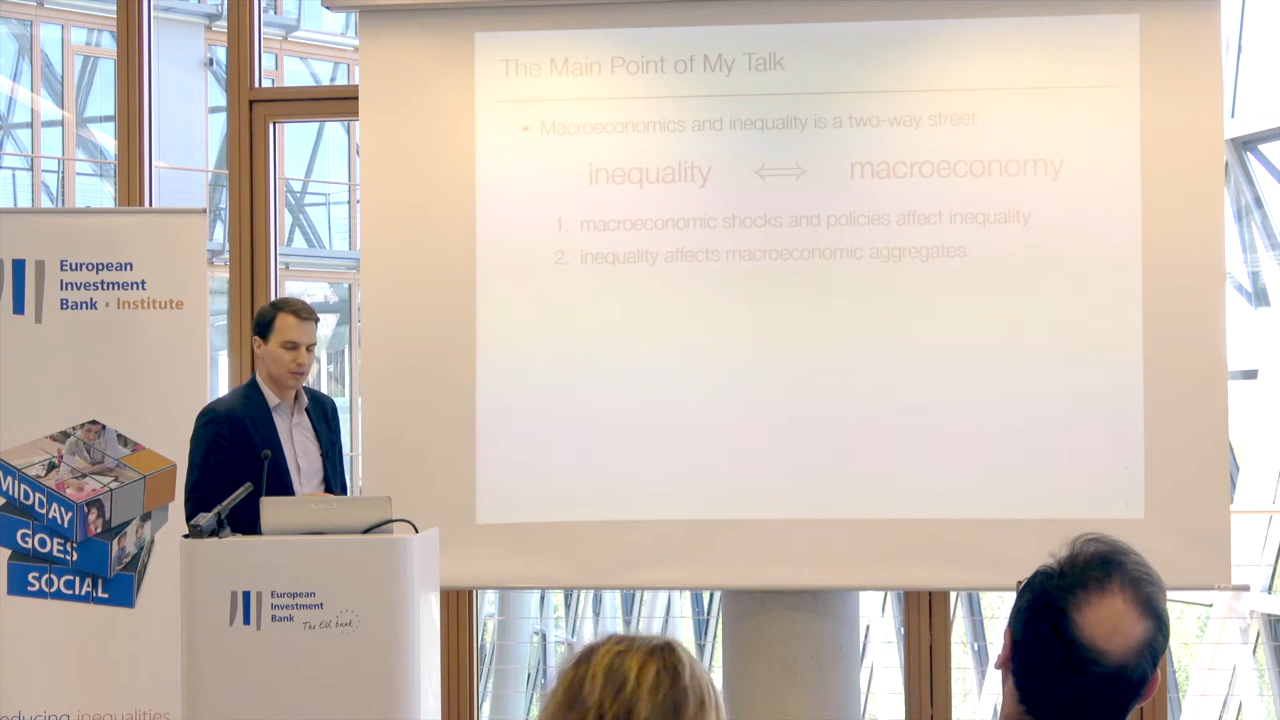 The Main Point of My Talk
• Macroeconomics and inequality is a two-way street
inequality ⟺ macroeconomy
1. macroeconomic shocks and policies affect inequality
2. inequality affects macroeconomic aggregates
European
Investment
Bank • Institute
MIDDAY
GOES
SOCIAL
European
Investment
Bank
The EU bank
inequalities